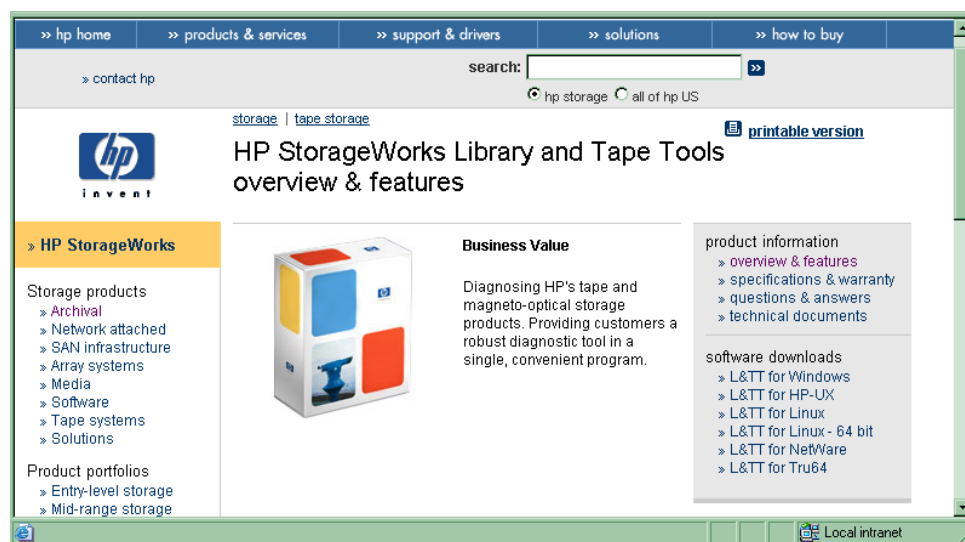 » hp home » products & services » support & drivers » solutions » how to buy
» contact hp
search:
hp storage all of hp US
storage | tape storage
printable version
HP StorageWorks Library and Tape Tools
overview & features
hp
invent
» HP StorageWorks
Storage products
» Archival
» Network attached
» SAN infrastructure
» Array systems
» Media
» Software
» Tape systems
» Solutions
Product portfolios
» Entry-level storage
» Mid-range storage
Business Value
Diagnosing HP's tape and
magneto-optical storage
products. Providing customers a
robust diagnostic tool in a
single, convenient program.
product information
» overview & features
» specifications & warranty
» questions & answers
» technical documents
software downloads
» L&TT for Windows
» L&TT for HP-UX
» L&TT for Linux
» L&TT for Linux - 64 bit
» L&TT for NetWare
» L&TT for Tru64
Local intranet